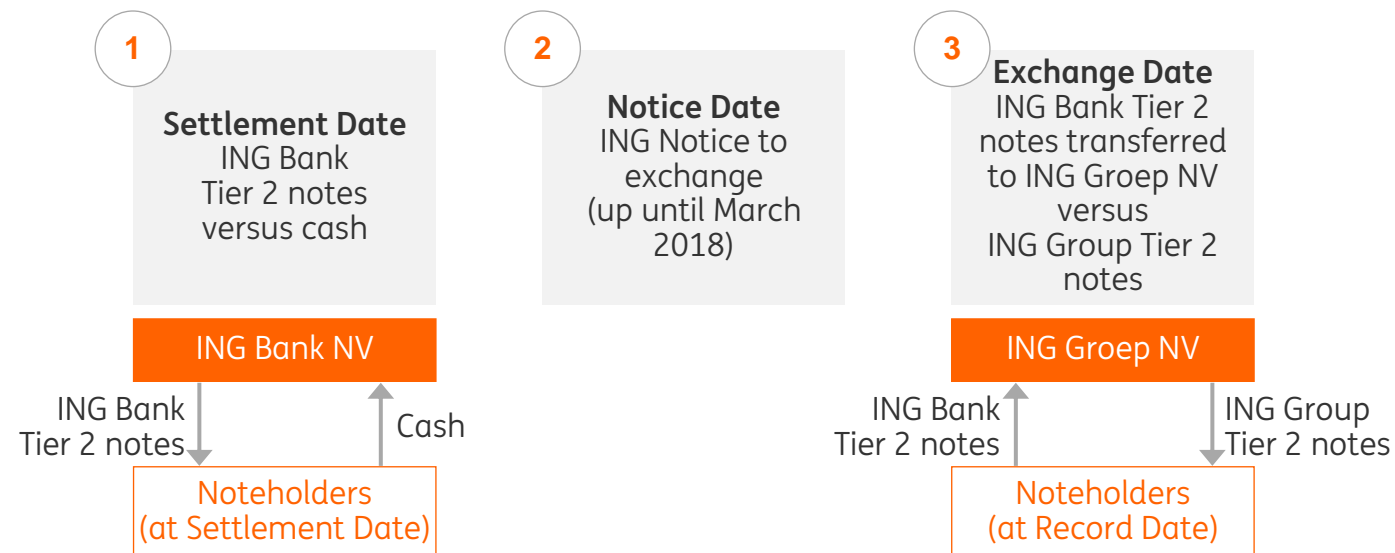 1
Settlement Date
ING Bank
Tier 2 notes
versus cash
2
Notice Date
ING Notice to
exchange
(up until March
2018)
3
Exchange Date
ING Bank Tier 2
notes transferred
to ING Groep NV
versus
ING Group Tier 2
notes
ING Bank NV
ING Bank
Tier 2 notes
Cash
Noteholders
(at Settlement Date)
ING Groep NV
ING Bank
Tier 2 notes
ING Group
Tier 2 notes
Noteholders
(at Record Date)